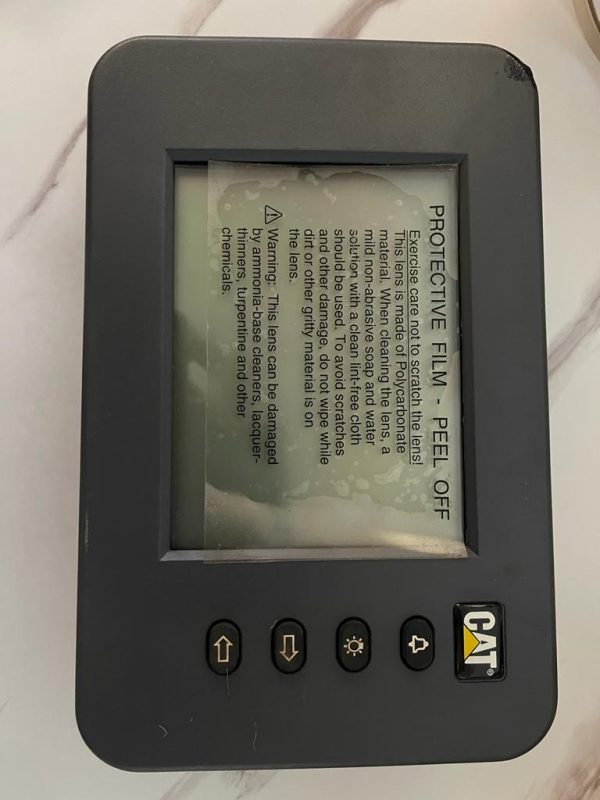 PROTECTIVE FILM - PEEL OFF
Exercise care not to scratch the lens!
This lens is made of Polycarbonate
material. When cleaning the lens, a
mild non-abrasive soap and water
solution with a clean lint-free cloth
should be used. To avoid scratches
and other damage, do not wipe while
dirt or other gritty material is on
the lens.
Warning: This lens can be damaged
by ammonia-base cleaners, lacquer-
thinners, turpentine and other
chemicals.
CAT®